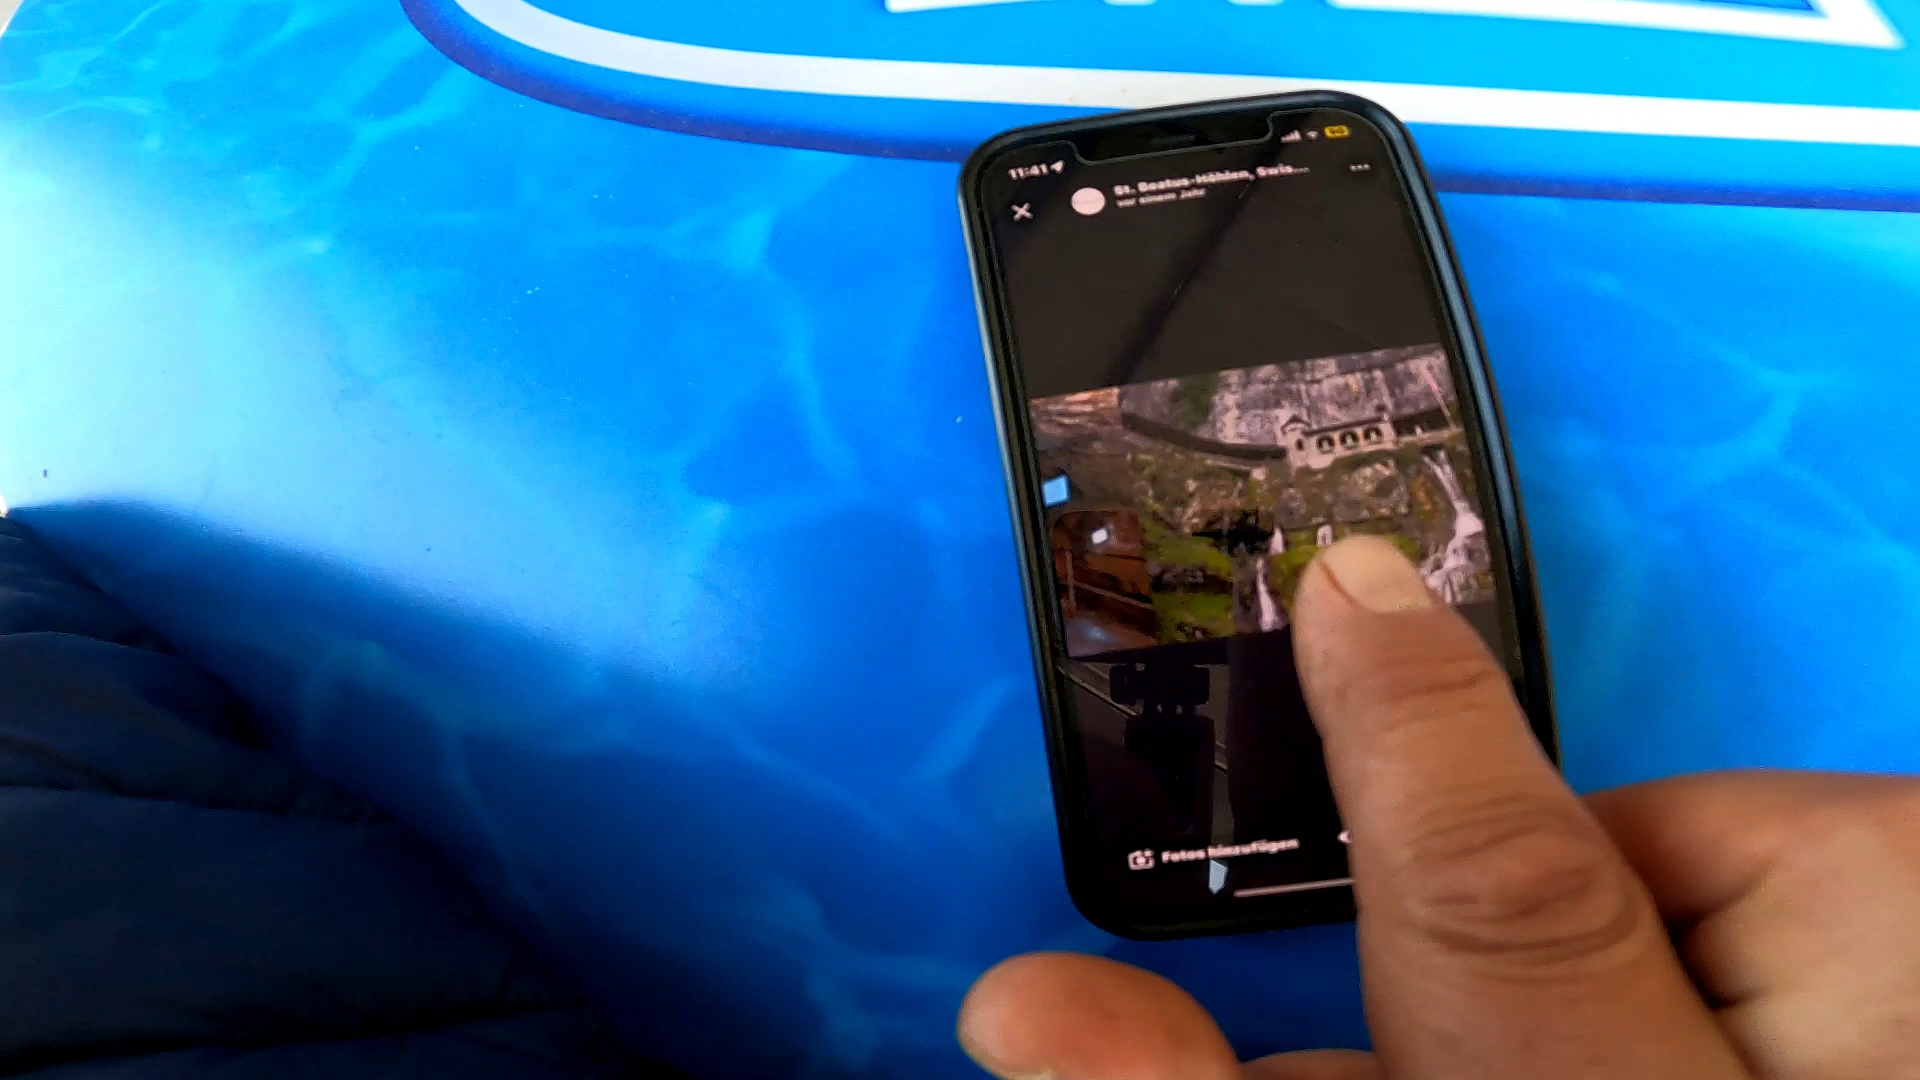 11:41
St. Beatus-Höhlen, Swis...
vor einem Jahr
Fotos hinzufügen